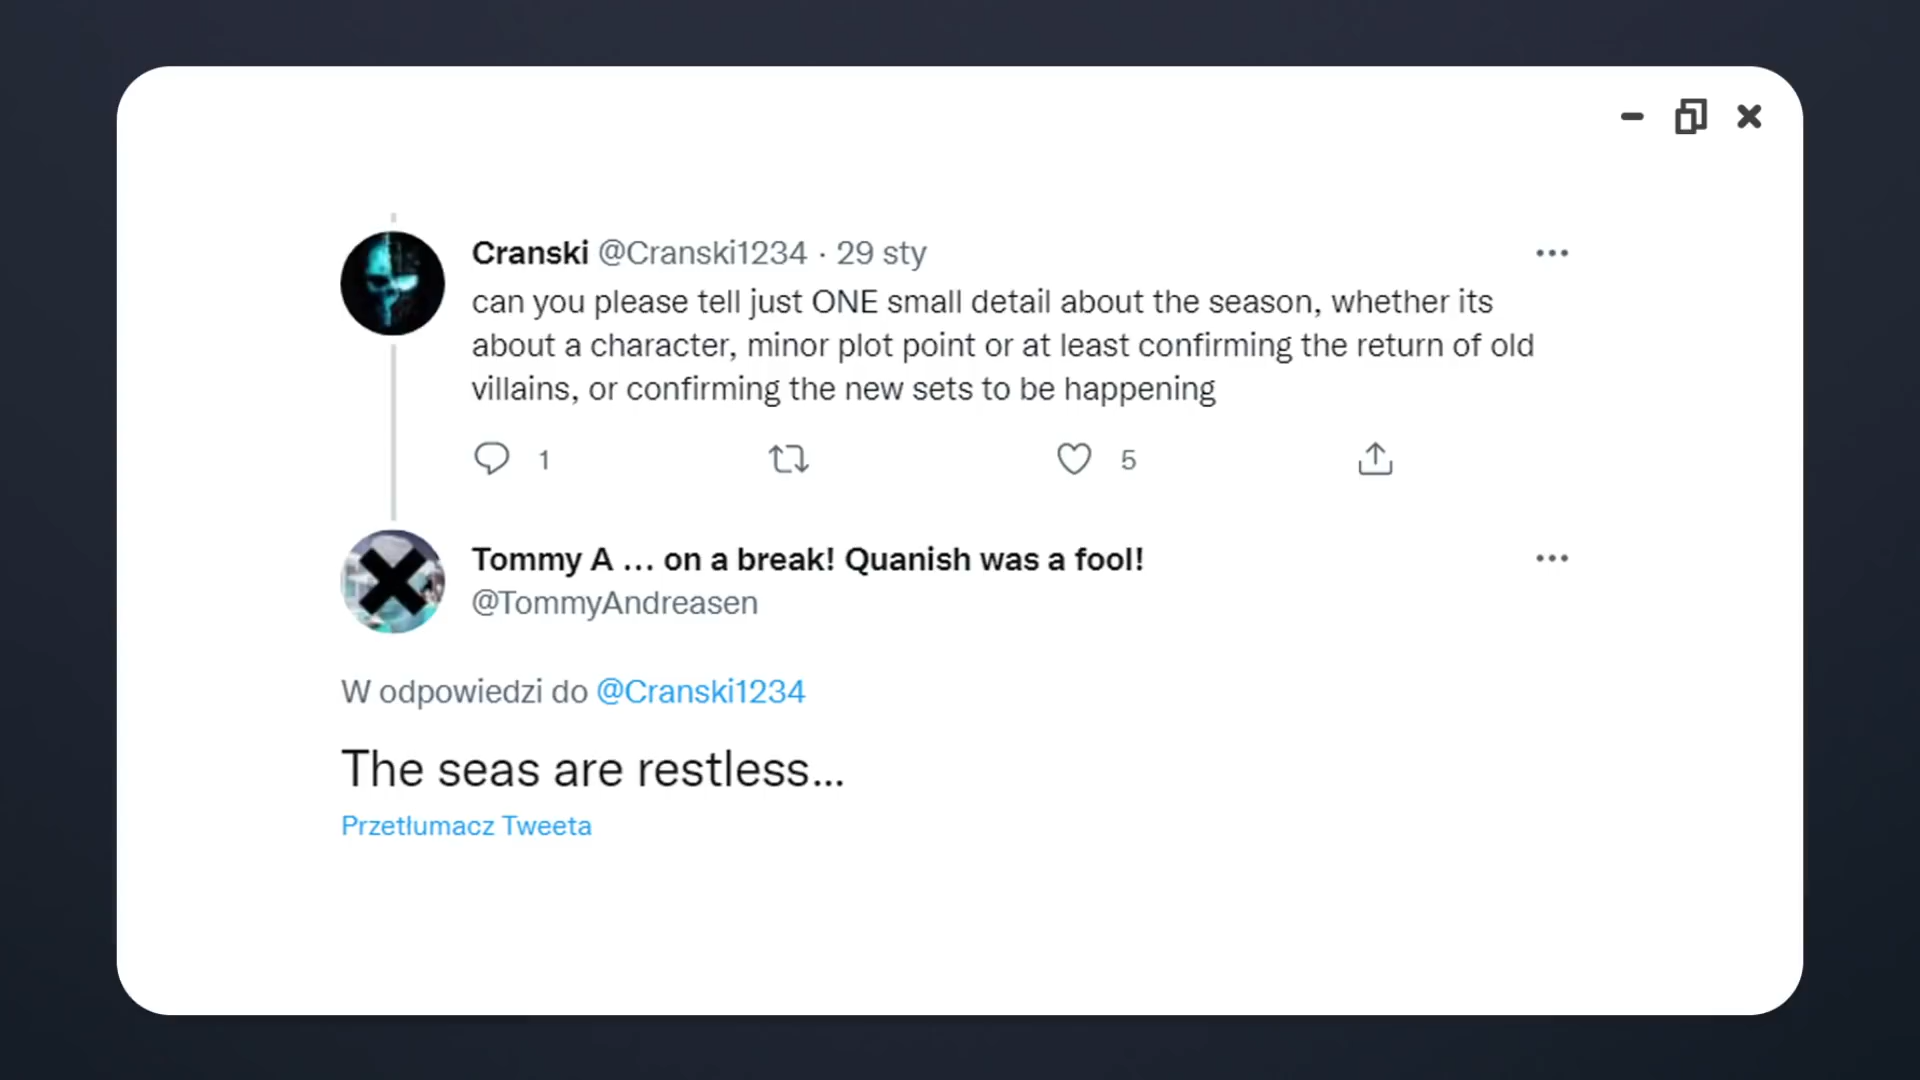 Cranski @Cranski1234 · 29 sty
can you please tell just ONE small detail about the season, whether its
about a character, minor plot point or at least confirming the return of old
villains, or confirming the new sets to be happening
1 5
Tommy A ... on a break! Quanish was a fool!
@TommyAndreasen
W odpowiedzi do @Cranski1234
The seas are restless...
Przetłumacz Tweeta